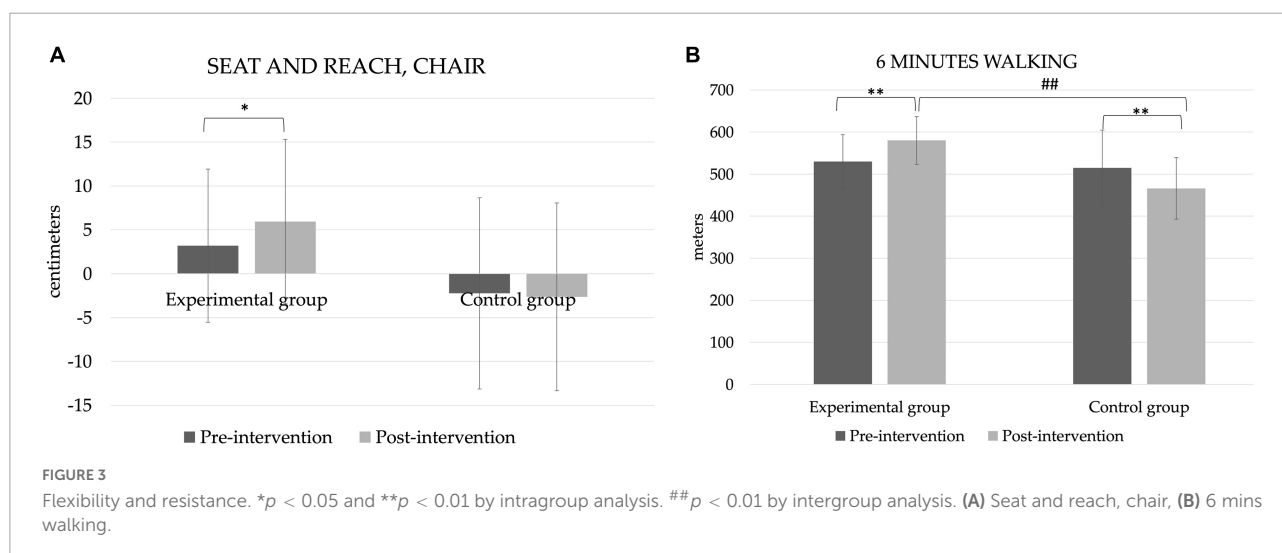 A
SEAT AND REACH, CHAIR
20
*
15
10
5
0
-5
-10
-15
centimeters
Experimental group
Control group
Pre-intervention
Post-intervention
B
6 MINUTES WALKING
700
##
**
**
600
500
400
300
200
100
0
meters
Experimental group
Control group
Pre-intervention
Post-intervention
FIGURE 3
Flexibility and resistance. *p < 0.05 and **p < 0.01 by intragroup analysis. ##p < 0.01 by intergroup analysis. (A) Seat and reach, chair, (B) 6 mins
walking.